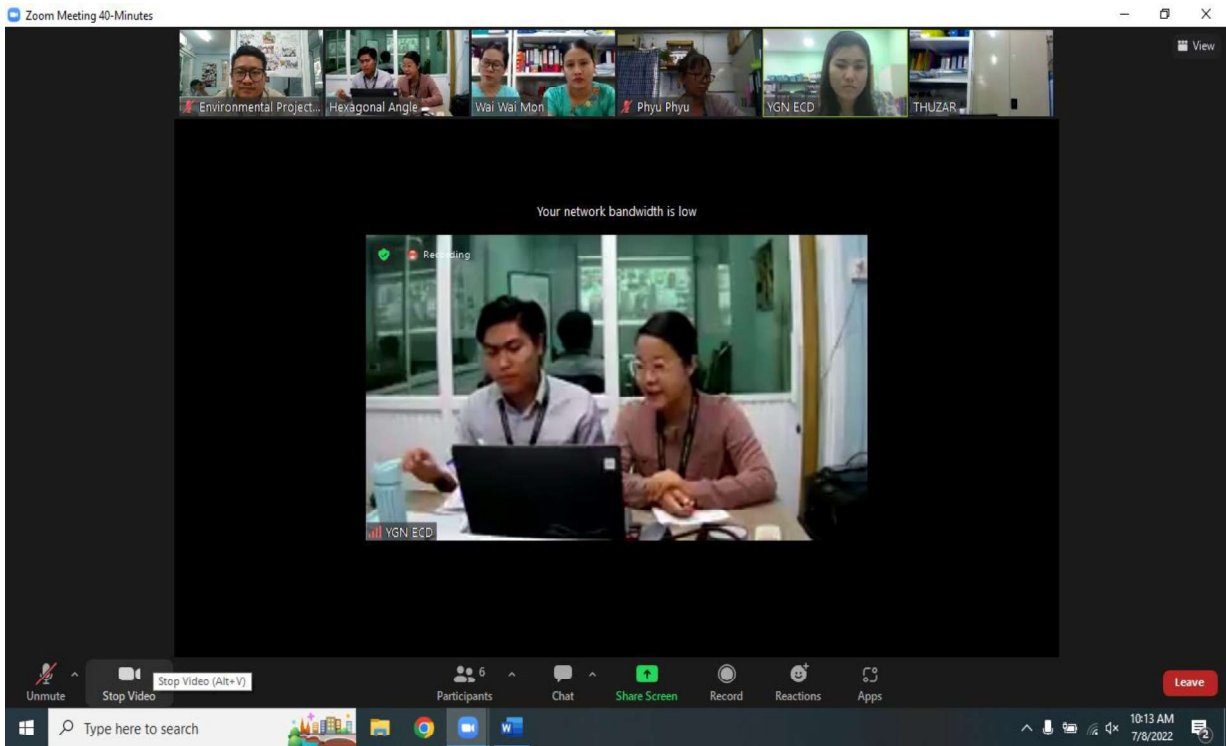 Zoom Meeting 40-Minutes
View
Environmental Project...
Hexagonal Angle
Wai Wai Mon
Phyu Phyu
YGN ECD
THUZAR
Your network bandwidth is low
Recording
YGN ECD
Unmute
Stop Video
Stop Video (Alt+V)
6
Participants
Chat
Share Screen
Record
Reactions
Apps
Leave
Type here to search
W
10:13 AM
7/8/2022
2